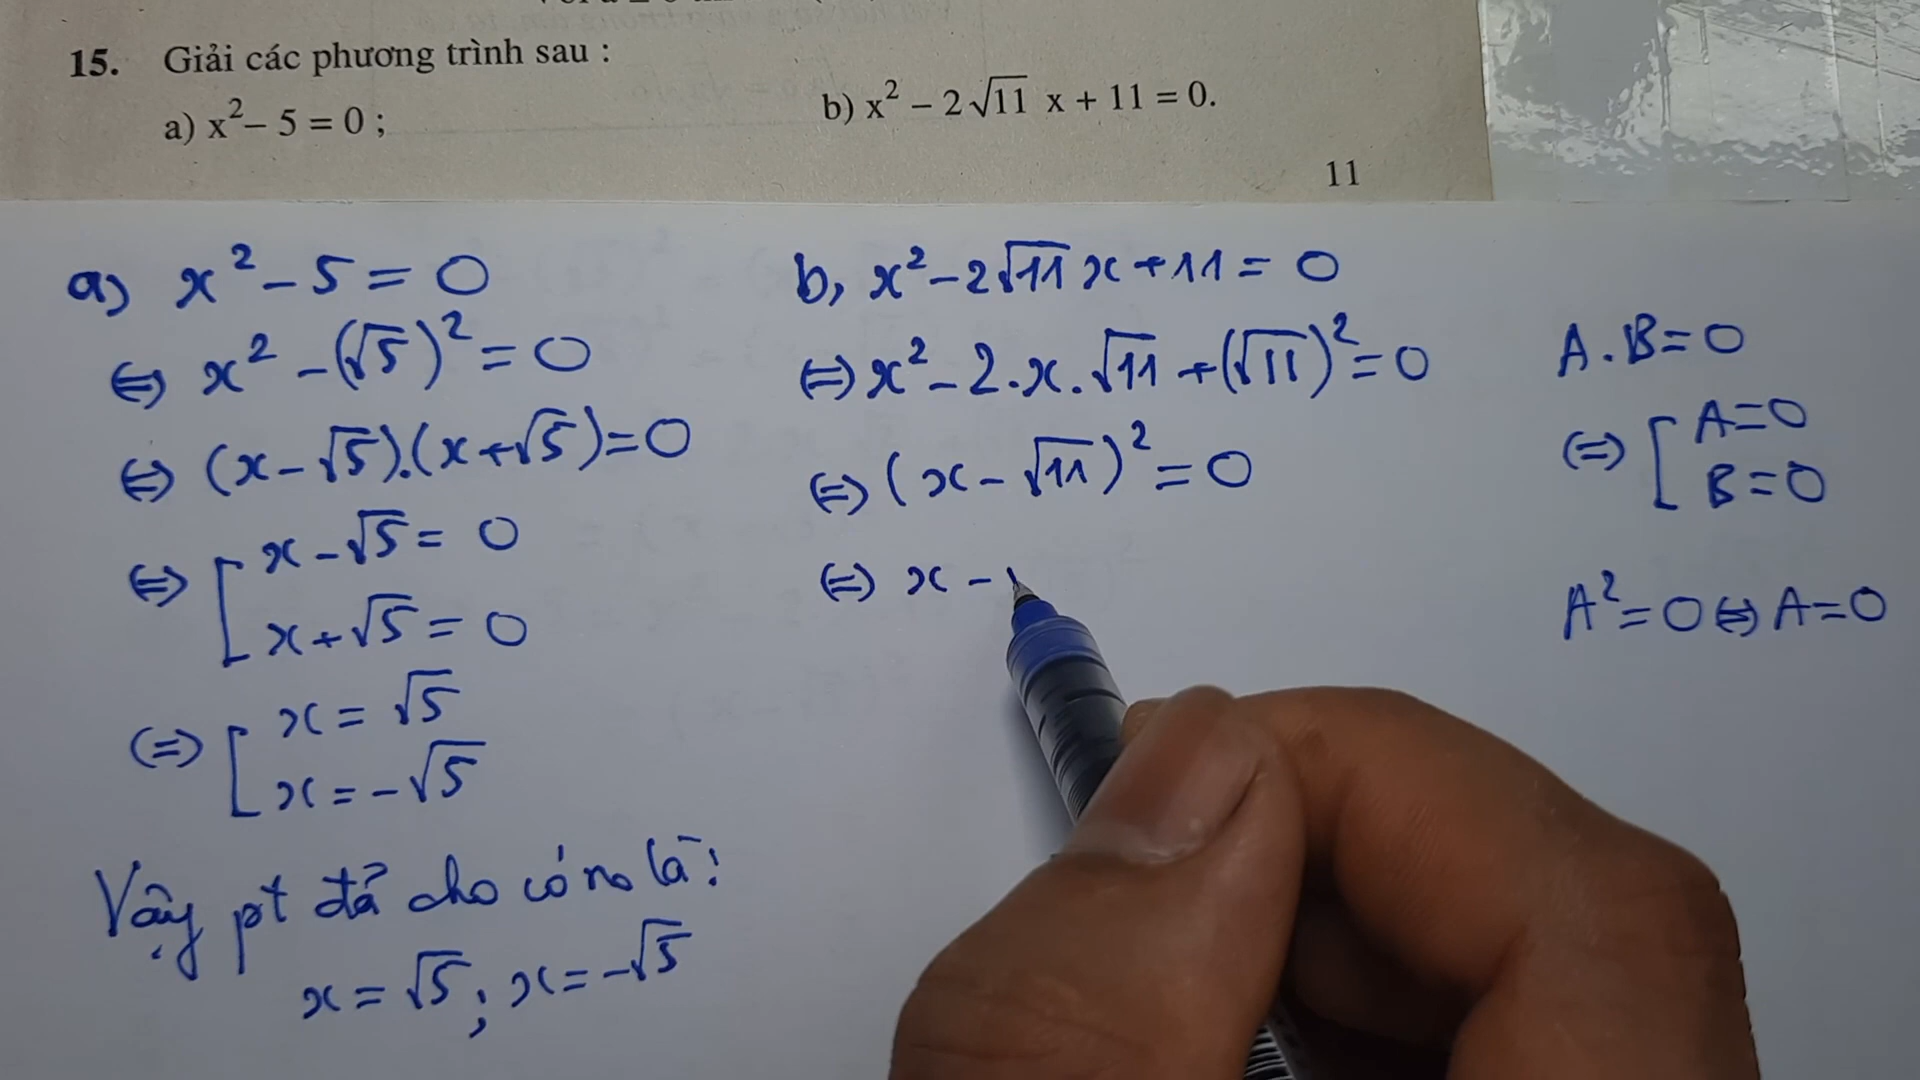 15. Giải các phương trình sau :
a) x² – 5 = 0 ;
b) x² – 2√11 x + 11 = 0.
11
a) x² – 5 = 0
⇔ x² – (√5)² = 0
⇔ (x – √5).(x + √5) = 0
⇔ [ x – √5 = 0
x + √5 = 0
⇔ [ x = √5
x = –√5
Vậy pt đã cho có no là:
x = √5 ; x = –√5
b, x² – 2√11 x + 11 = 0
⇔ x² – 2.x.√11 + (√11)² = 0
⇔ (x – √11)² = 0
⇔ x –
A.B = 0
⇔ [ A = 0
B = 0
A² = 0 ⇔ A = 0